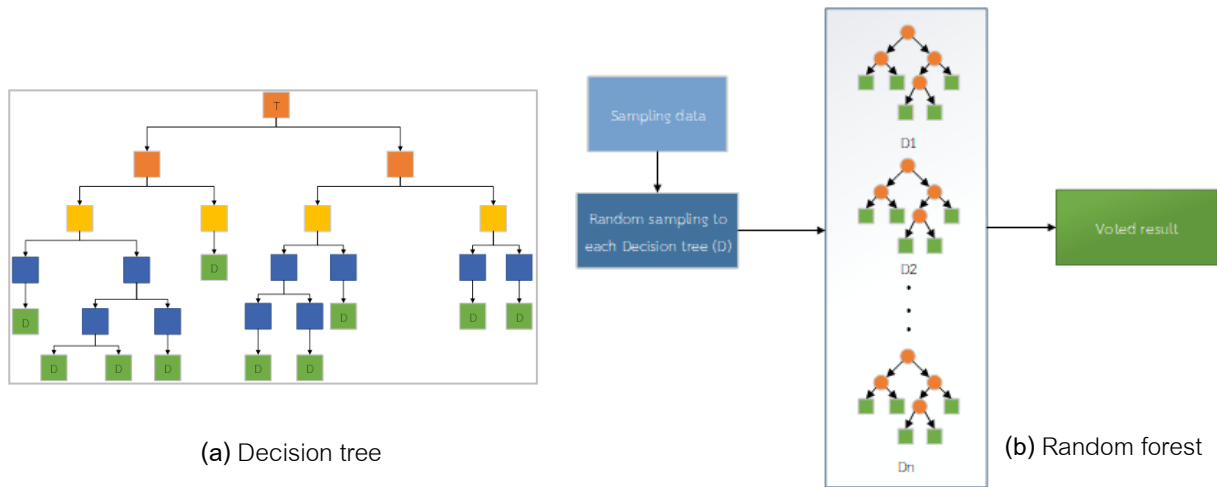 T
D
D
D
D
D
D
D
D
D
D
(a) Decision tree
Sampling data
Random sampling to
each Decision tree (D)
D1
D2
Dn
Voted result
(b) Random forest